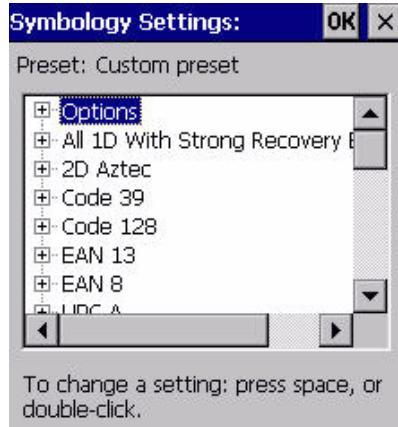 Symbology Settings: OK ×
Preset: Custom preset
Options
All 1D With Strong Recovery
2D Aztec
Code 39
Code 128
EAN 13
EAN 8
UPC A
To change a setting: press space, or
double-click.